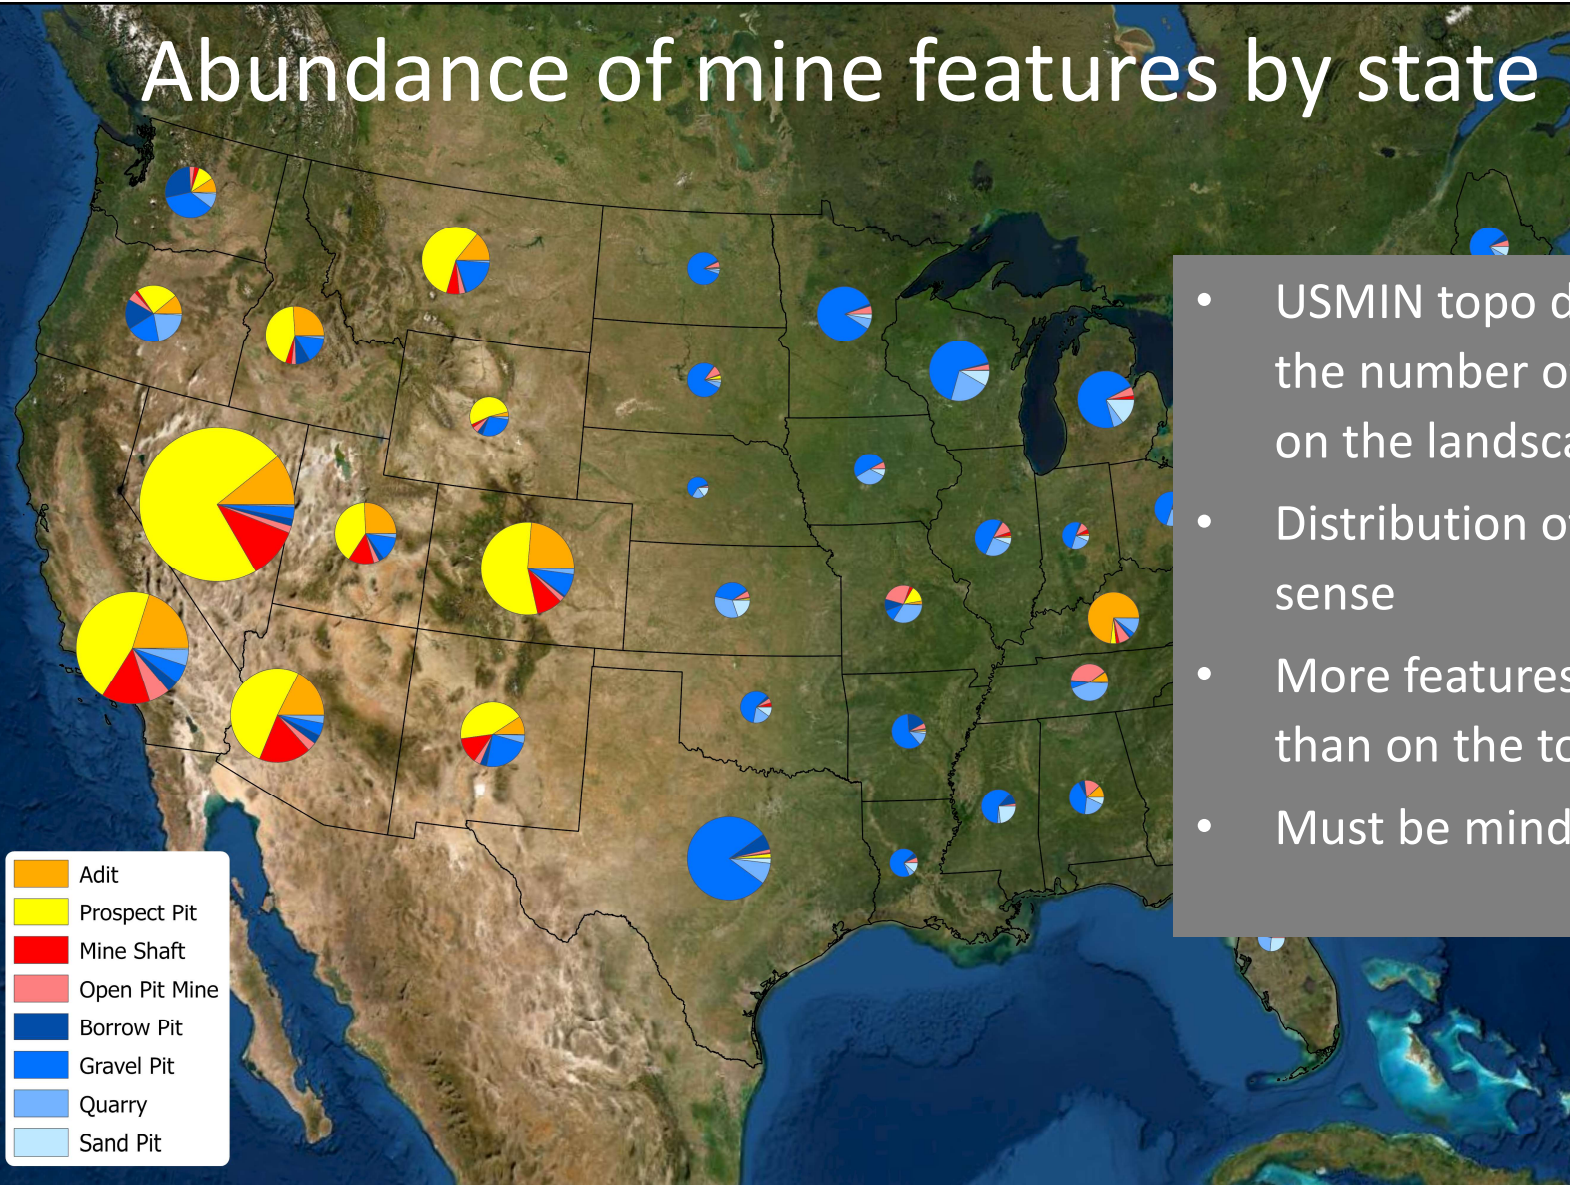 Abundance of mine features by state
• USMIN topo d
the number o
on the landsca
• Distribution of
sense
• More features
than on the to
• Must be mind
Adit
Prospect Pit
Mine Shaft
Open Pit Mine
Borrow Pit
Gravel Pit
Quarry
Sand Pit